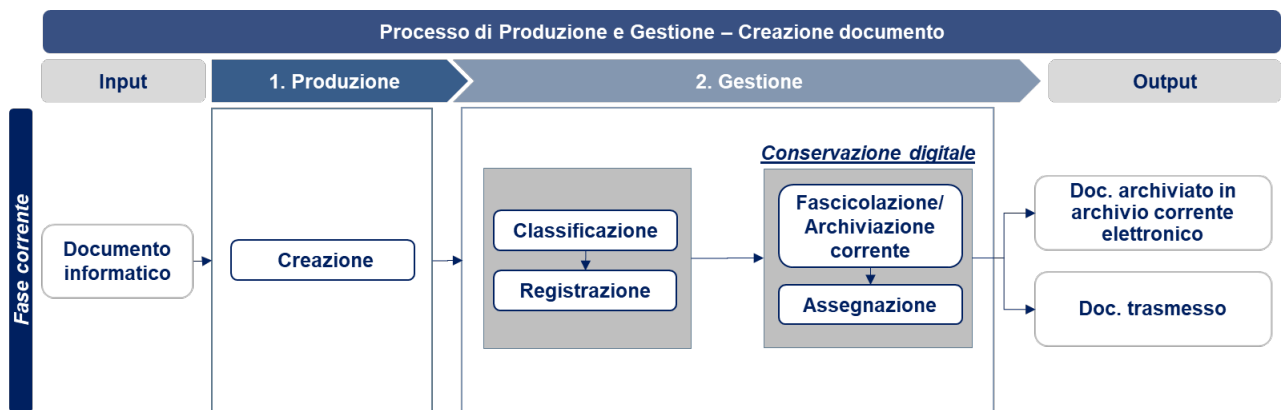 Processo di Produzione e Gestione – Creazione documento
Input
1. Produzione
2. Gestione
Output
Fase corrente
Documento
informatico
Creazione
Classificazione
Registrazione
Conservazione digitale
Fascicolazione/
Archiviazione
corrente
Assegnazione
Doc. archiviato in
archivio corrente
elettronico
Doc. trasmesso